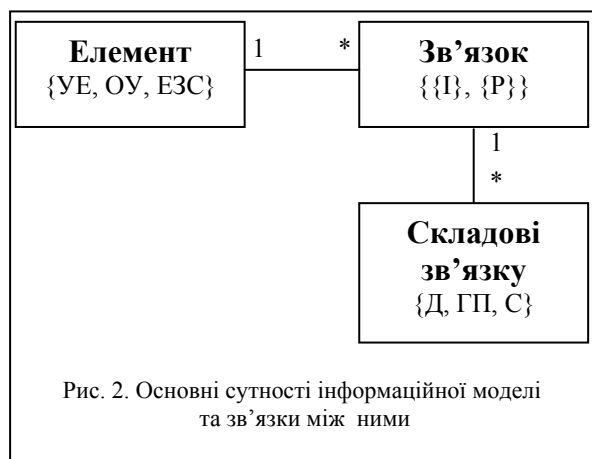 Елемент
{УЕ, ОУ, ЕЗС}
1 *
Зв’язок
{{І}, {Р}}
1
*
Складові
зв’язку
{Д, ГП, С}
Рис. 2. Основні сутності інформаційної моделі
та зв’язки між ними